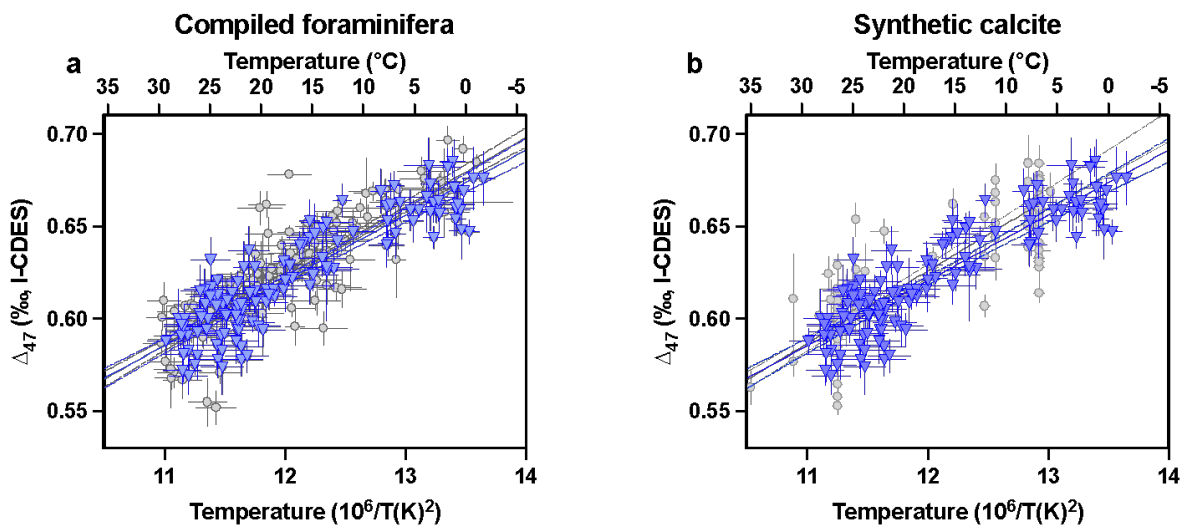 Compiled foraminifera
a
Temperature (°C)
35 30 25 20 15 10 5 0 -5
0.70
0.65
0.60
0.55
Δ47 (‰, I-CDES)
11 12 13 14
Temperature (10⁶/T(K)²)
Synthetic calcite
b
Temperature (°C)
35 30 25 20 15 10 5 0 -5
0.70
0.65
0.60
0.55
Δ47 (‰, I-CDES)
11 12 13 14
Temperature (10⁶/T(K)²)